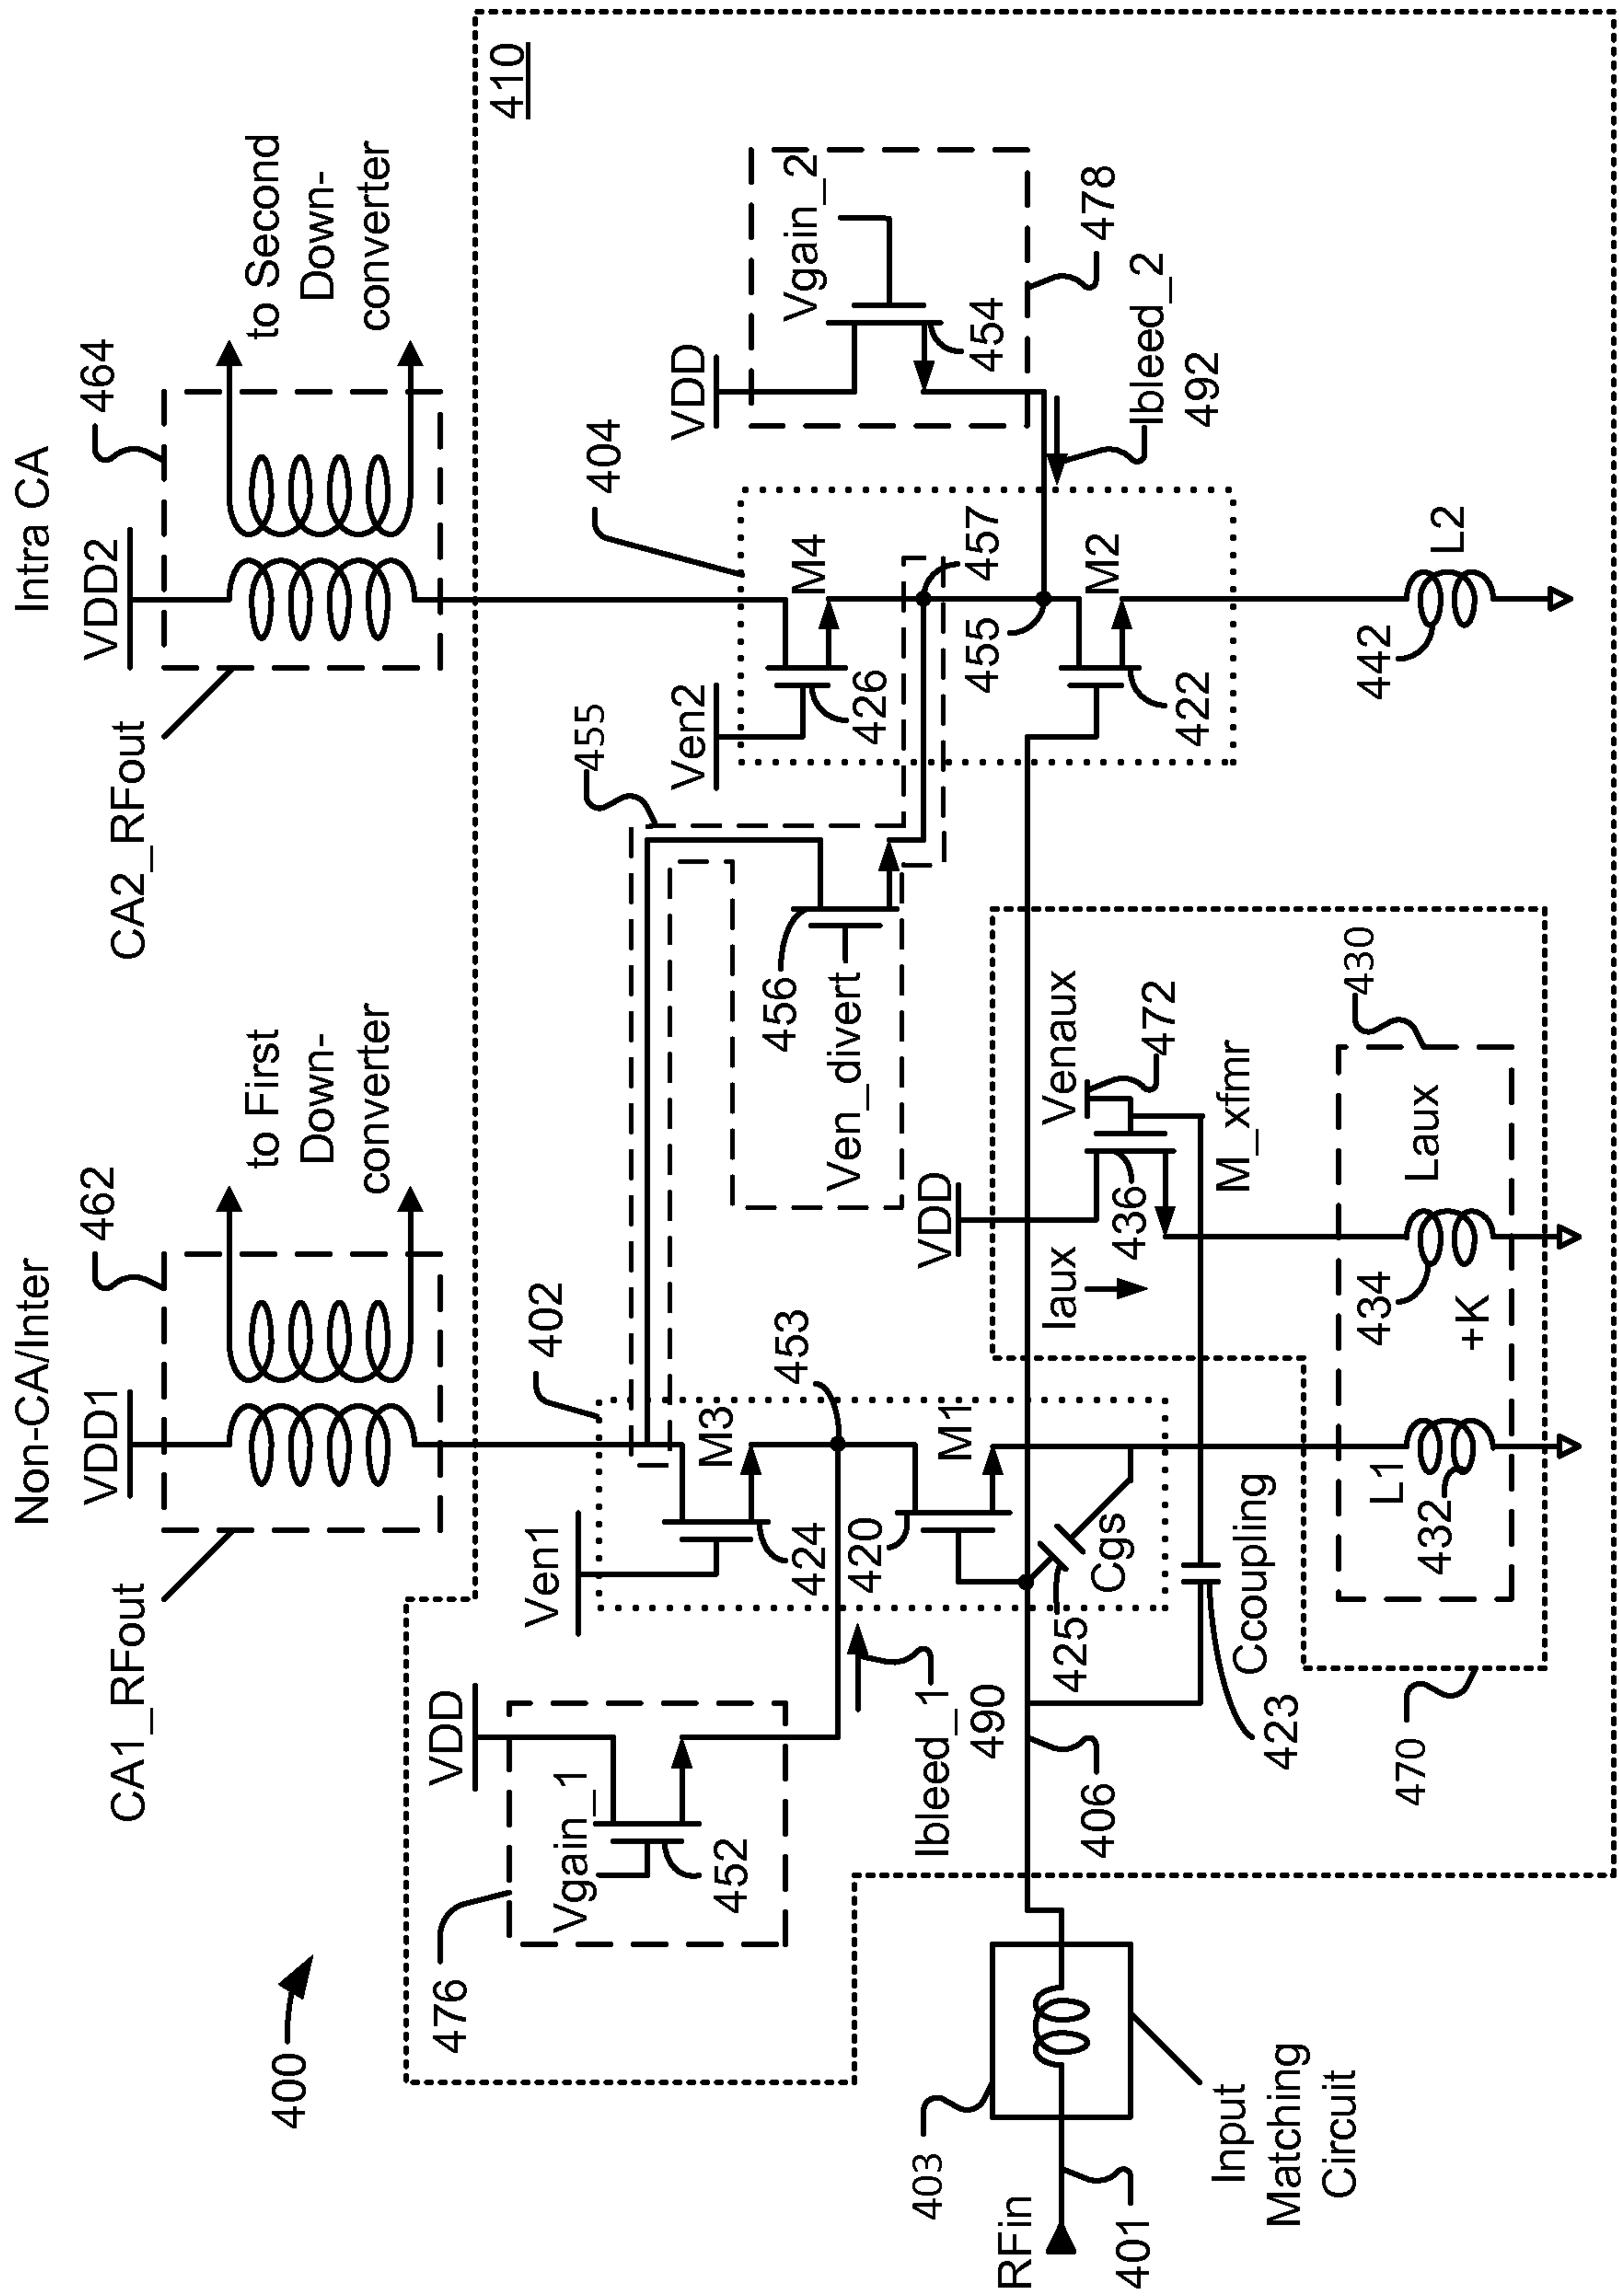 400
Non-CA/Inter
Intra CA
VDD1
462
to First
Down-
converter
CA1_RFout
VDD2
464
to Second
Down-
converter
CA2_RFout
410
476
VDD
Vgain_1
452
Ven1
402
424
M3
453
420
M1
Ibleed_1
490
455
456
Ven_divert
Ven2
404
426
M4
457
455
M2
422
VDD
Vgain_2
454
478
Ibleed_2
492
403
RFin
401
Input
Matching
Circuit
406
425
Cgs
423
Ccoupling
VDD
Iaux
436
Venaux
472
M_xfmr
470
L1
432
+K
434
Laux
430
442
L2